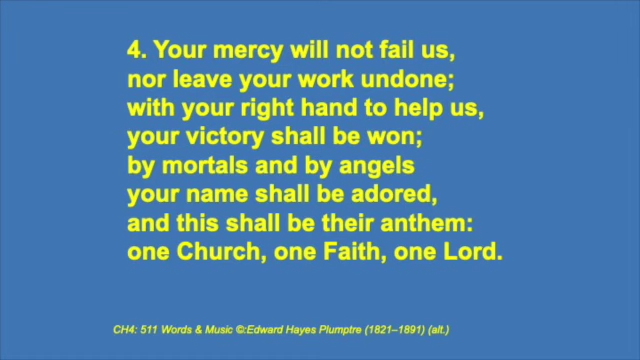 4. Your mercy will not fail us,
nor leave your work undone;
with your right hand to help us,
your victory shall be won;
by mortals and by angels
your name shall be adored,
and this shall be their anthem:
one Church, one Faith, one Lord.
CH4: 511 Words & Music ©:Edward Hayes Plumptre (1821–1891) (alt.)